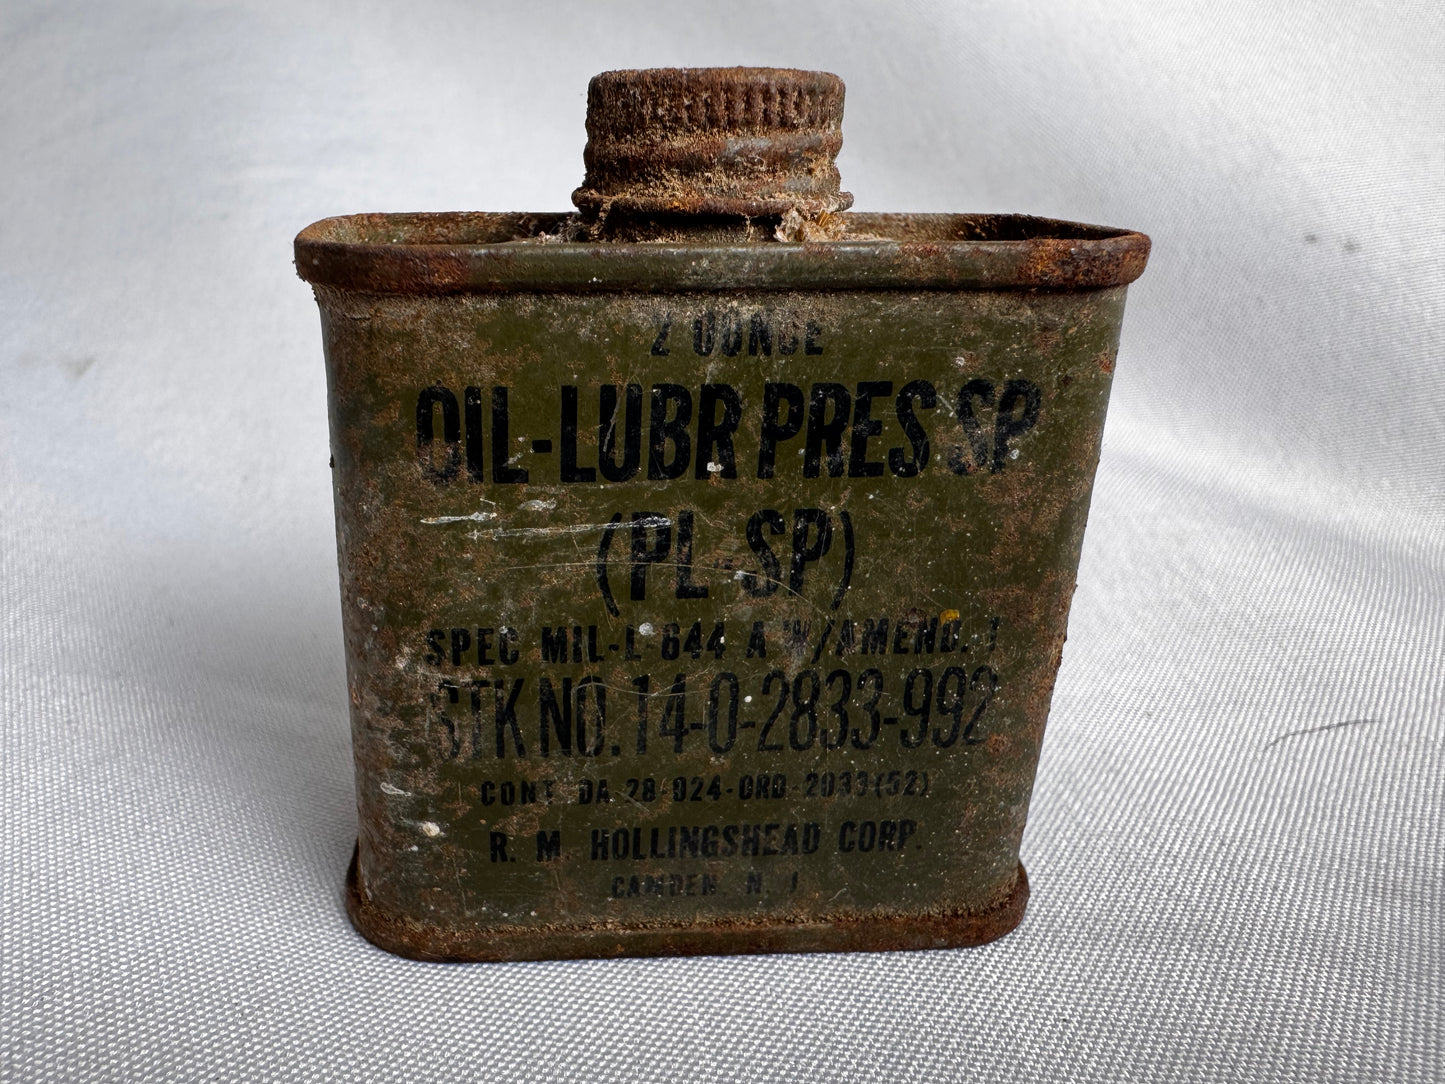 2 OUNCE
OIL-LUBR PRES SP
(PL-SP)
SPEC MIL-L-644 A W/AMEND. 1
STK NO. 14-0-2833-992
CONT DA-28-024-ORD-2033(52)
R. M. HOLLINGSHEAD CORP.
CAMDEN, N. J.